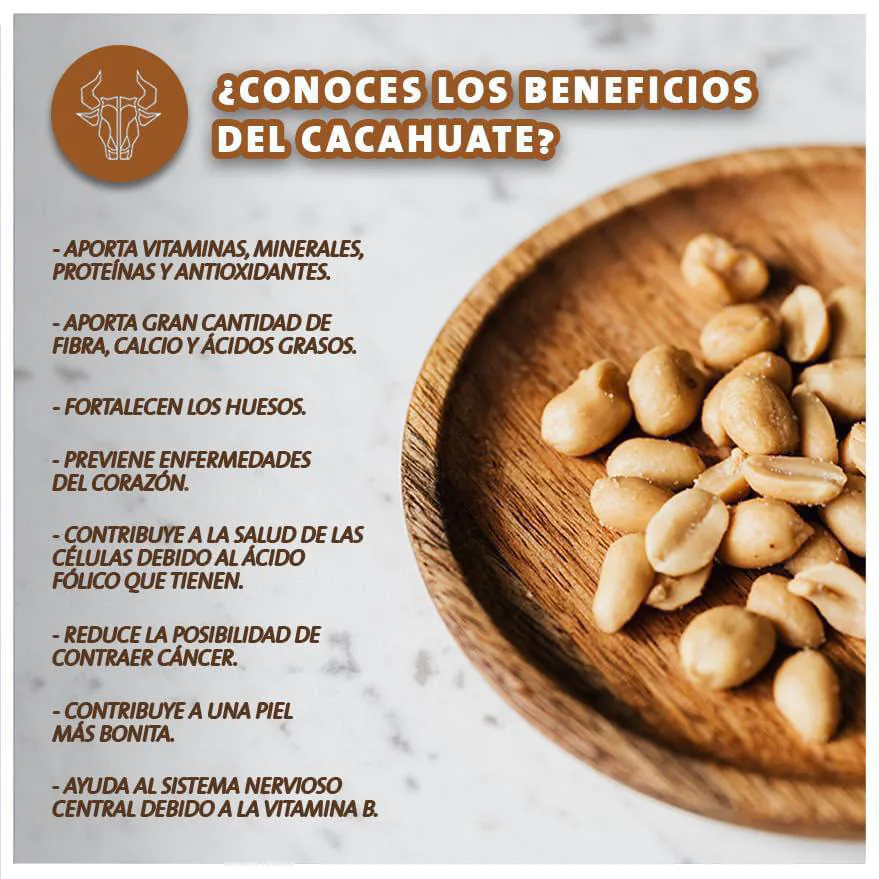 ¿CONOCES LOS BENEFICIOS
DEL CACAHUATE?
- APORTA VITAMINAS, MINERALES,
PROTEÍNAS Y ANTIOXIDANTES.
- APORTA GRAN CANTIDAD DE
FIBRA, CALCIO Y ÁCIDOS GRASOS.
- FORTALECEN LOS HUESOS.
- PREVIENE ENFERMEDADES
DEL CORAZÓN.
- CONTRIBUYE A LA SALUD DE LAS
CÉLULAS DEBIDO AL ÁCIDO
FÓLICO QUE TIENEN.
- REDUCE LA POSIBILIDAD DE
CONTRAER CÁNCER.
- CONTRIBUYE A UNA PIEL
MÁS BONITA.
- AYUDA AL SISTEMA NERVIOSO
CENTRAL DEBIDO A LA VITAMINA B.